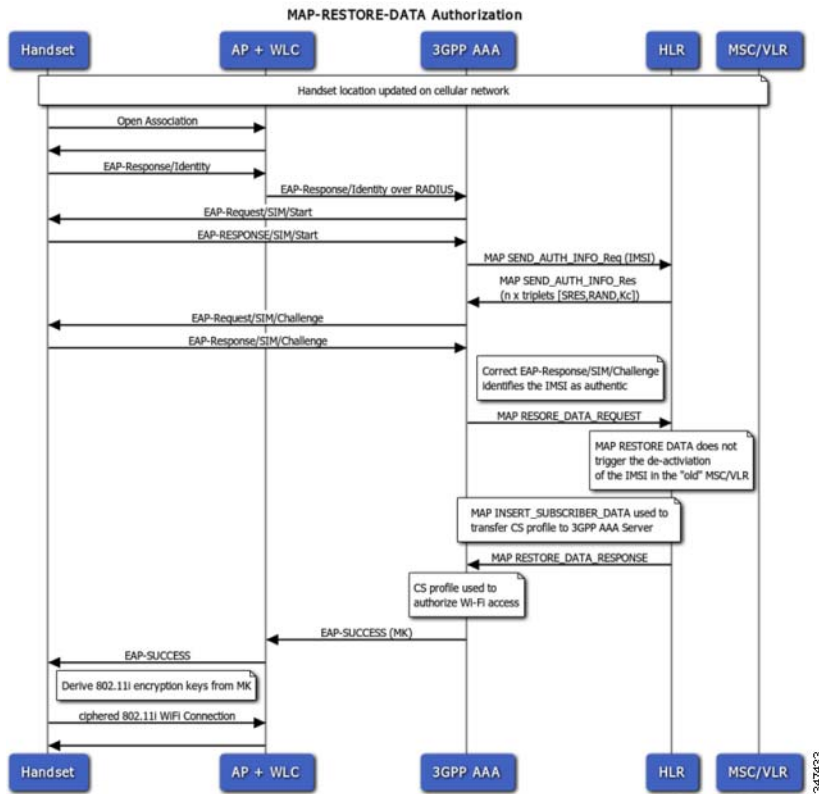 MAP-RESTORE-DATA Authorization
Handset
AP + WLC
3GPP AAA
HLR
MSC/VLR
Handset location updated on cellular network
Open Association
EAP-Response/Identity
EAP-Response/Identity over RADIUS
EAP-Request/SIM/Start
EAP-RESPONSE/SIM/Start
MAP SEND_AUTH_INFO_Req (IMSI)
MAP SEND_AUTH_INFO_Res
(n x triplets [SRES,RAND,Kc])
EAP-Request/SIM/Challenge
EAP-Response/SIM/Challenge
Correct EAP-Response/SIM/Challenge
identifies the IMSI as authentic
MAP RESORE_DATA_REQUEST
MAP RESTORE DATA does not
trigger the de-activiation
of the IMSI in the "old" MSC/VLR
MAP INSERT_SUBSCRIBER_DATA used to
transfer CS profile to 3GPP AAA Server
MAP RESTORE_DATA_RESPONSE
CS profile used to
authorize Wi-Fi access
EAP-SUCCESS (MK)
EAP-SUCCESS
Derive 802.11i encryption keys from MK
ciphered 802.11i WiFi Connection
Handset
AP + WLC
3GPP AAA
HLR
MSC/VLR
347433